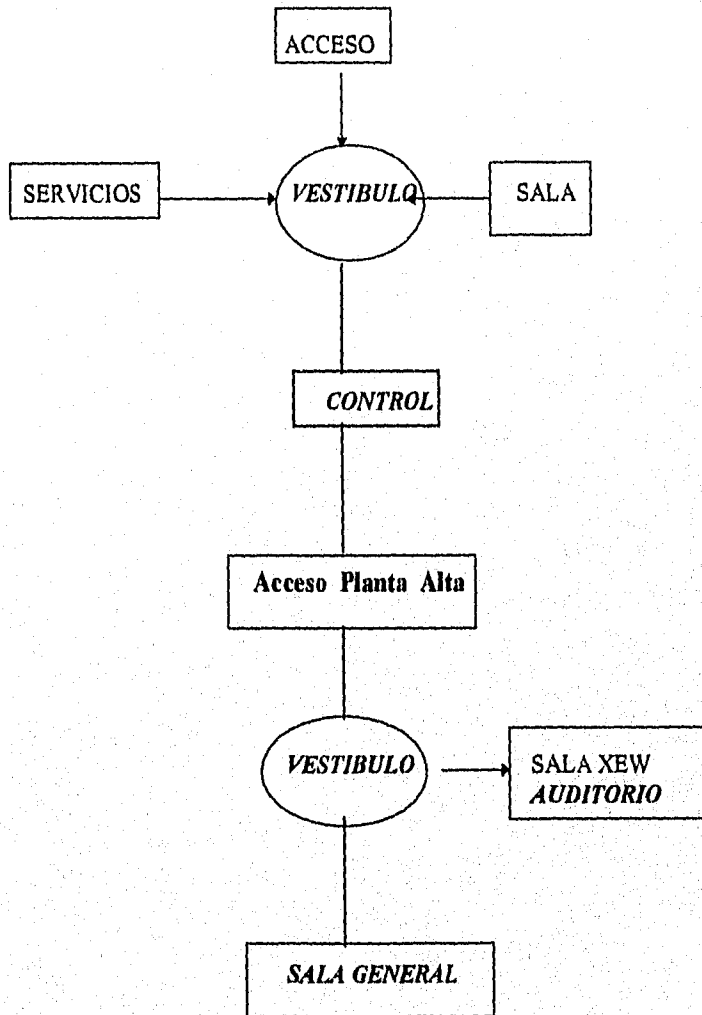 ACCESO
SERVICIOS
VESTIBULO
SALA
CONTROL
Acceso Planta Alta
VESTIBULO
SALA XEW
AUDITORIO
SALA GENERAL